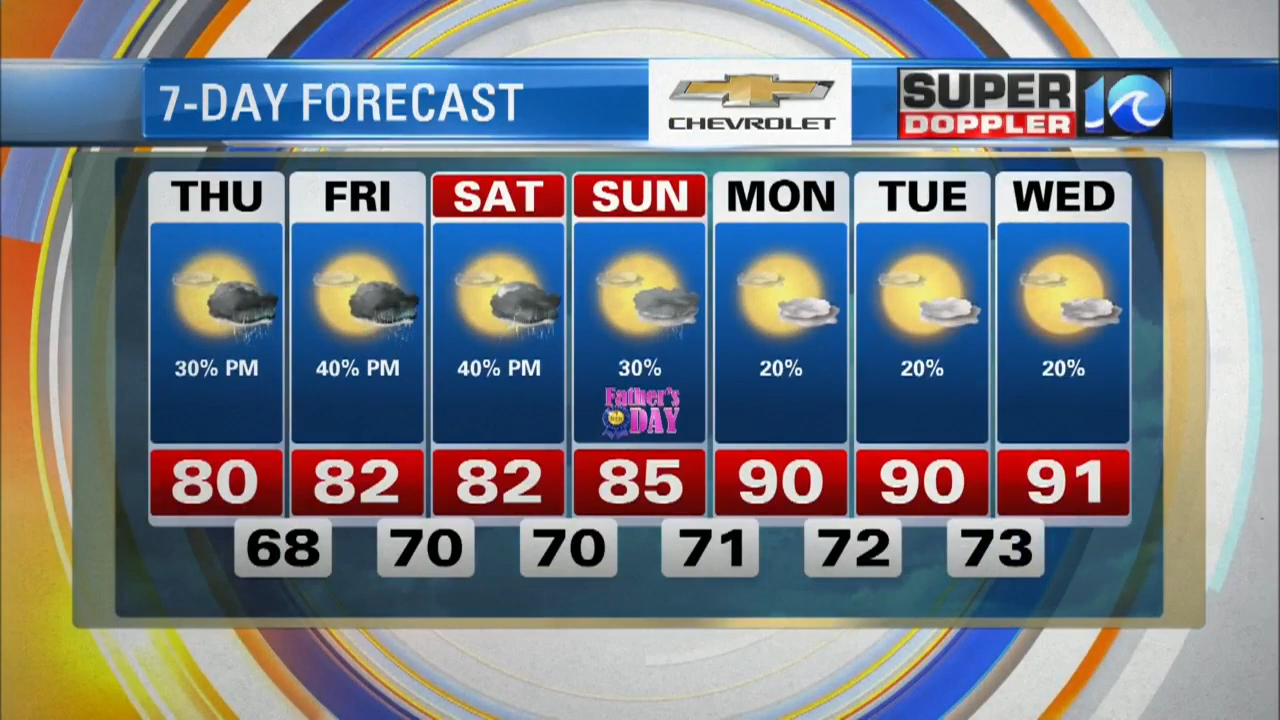 7-DAY FORECAST
CHEVROLET
SUPER
DOPPLER
10
THU FRI SAT SUN MON TUE WED
30% PM 40% PM 40% PM 30% 20% 20% 20%
Father's
DAY
80 82 82 85 90 90 91
68 70 70 71 72 73